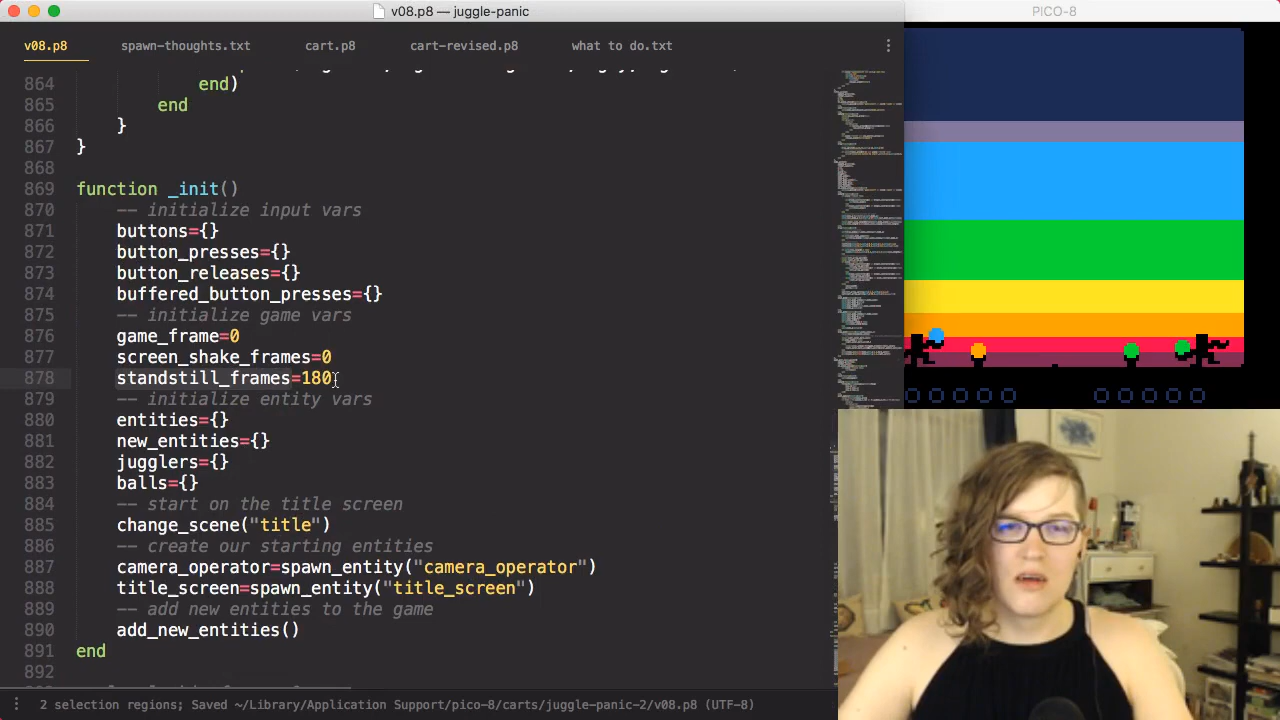 v08.p8 — juggle-panic
PICO-8
v08.p8 spawn-thoughts.txt cart.p8 cart-revised.p8 what to do.txt
864 end)
865 end
866 }
867 }
868
869 function _init()
870 -- initialize input vars
871 buttons={}
872 button_presses={}
873 button_releases={}
874 buffered_button_presses={}
875 -- initialize game vars
876 game_frame=0
877 screen_shake_frames=0
878 skip_still_frames=180
879 -- initialize entity vars
880 entities={}
881 new_entities={}
882 jugglers={}
883 balls={}
884 -- start on the title screen
885 change_scene("title")
886 -- create our starting entities
887 camera_operator=spawn_entity("camera_operator")
888 title_screen=spawn_entity("title_screen")
889 -- add new entities to the game
890 add_new_entities()
891 end
892
2 selection regions; Saved ~/Library/Application Support/pico-8/carts/juggle-panic-2/v08.p8 (UTF-8)